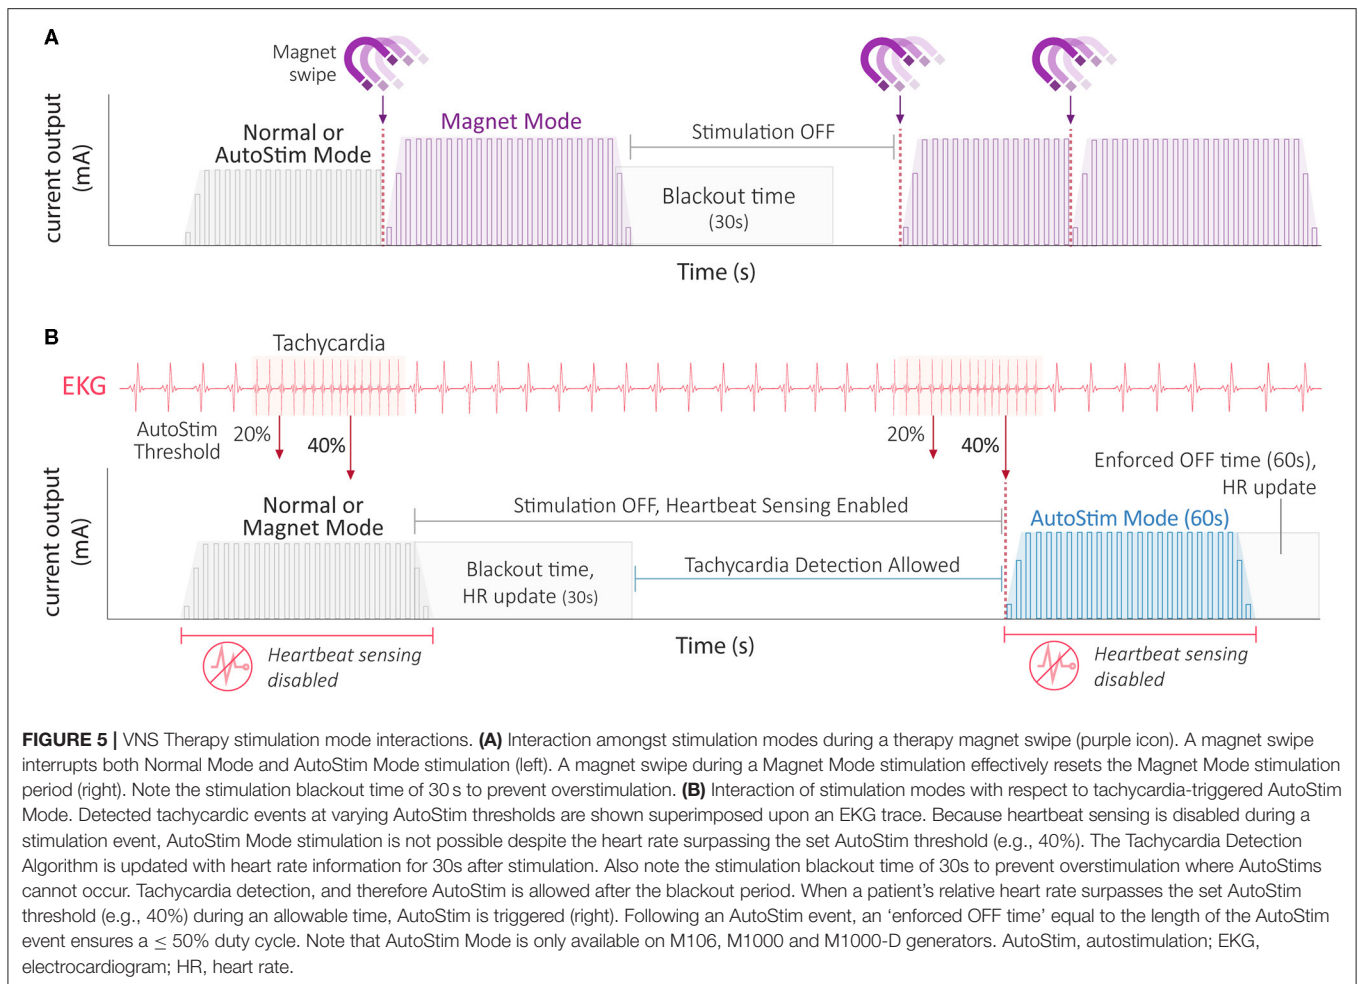 A
Magnet
swipe
current output
(mA)
Normal or
AutoStim Mode
Magnet Mode
Stimulation OFF
Blackout time
(30s)
Time (s)
B
Tachycardia
EKG
AutoStim
Threshold
20%
40%
20%
40%
Enforced OFF time (60s),
HR update
current output
(mA)
Normal or
Magnet Mode
Stimulation OFF, Heartbeat Sensing Enabled
AutoStim Mode (60s)
Blackout time,
HR update (30s)
Tachycardia Detection Allowed
Time (s)
Heartbeat sensing
disabled
Heartbeat sensing
disabled
FIGURE 5 | VNS Therapy stimulation mode interactions. (A) Interaction amongst stimulation modes during a therapy magnet swipe (purple icon). A magnet swipe
interrupts both Normal Mode and AutoStim Mode stimulation (left). A magnet swipe during a Magnet Mode stimulation effectively resets the Magnet Mode stimulation
period (right). Note the stimulation blackout time of 30 s to prevent overstimulation. (B) Interaction of stimulation modes with respect to tachycardia-triggered AutoStim
Mode. Detected tachycardic events at varying AutoStim thresholds are shown superimposed upon an EKG trace. Because heartbeat sensing is disabled during a
stimulation event, AutoStim Mode stimulation is not possible despite the heart rate surpassing the set AutoStim threshold (e.g., 40%). The Tachycardia Detection
Algorithm is updated with heart rate information for 30s after stimulation. Also note the stimulation blackout time of 30s to prevent overstimulation where AutoStims
cannot occur. Tachycardia detection, and therefore AutoStim is allowed after the blackout period. When a patient's relative heart rate surpasses the set AutoStim
threshold (e.g., 40%) during an allowable time, AutoStim is triggered (right). Following an AutoStim event, an 'enforced OFF time' equal to the length of the AutoStim
event ensures a ≤ 50% duty cycle. Note that AutoStim Mode is only available on M106, M1000 and M1000-D generators. AutoStim, autostimulation; EKG,
electrocardiogram; HR, heart rate.